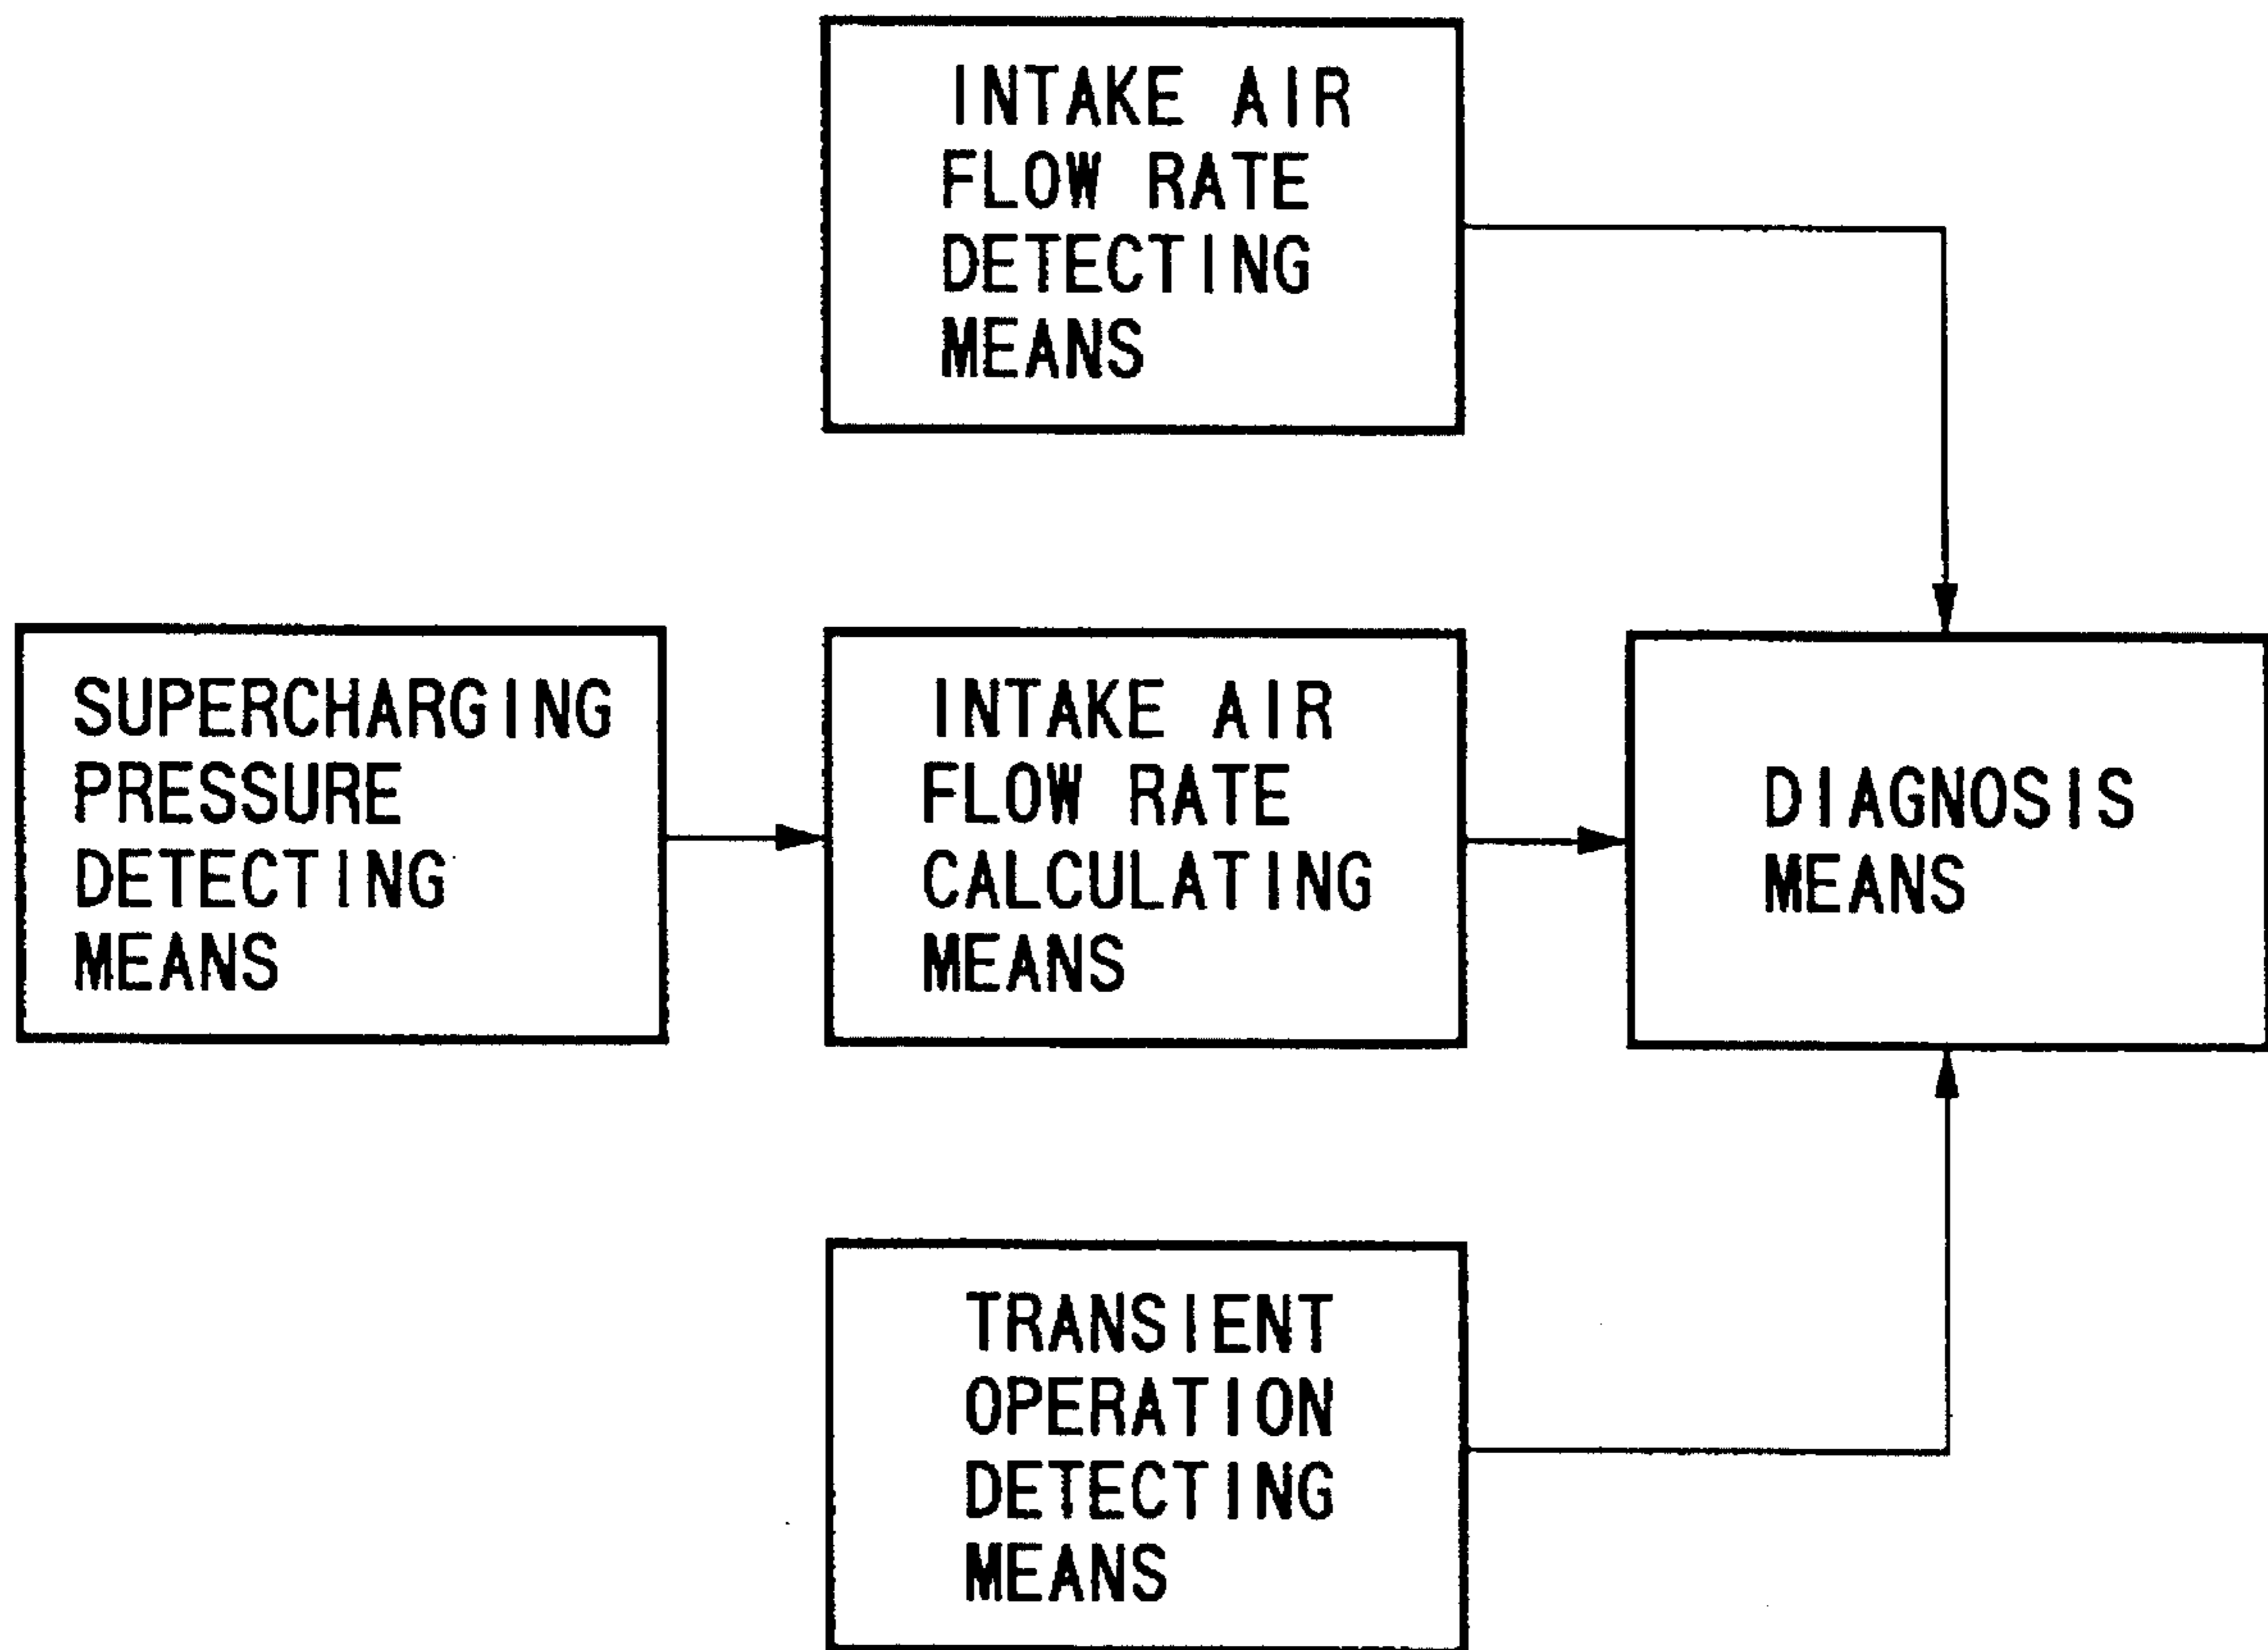 INTAKE AIR
FLOW RATE
DETECTING
MEANS
SUPERCHARGING
PRESSURE
DETECTING
MEANS
INTAKE AIR
FLOW RATE
CALCULATING
MEANS
DIAGNOSIS
MEANS
TRANSIENT
OPERATION
DETECTING
MEANS